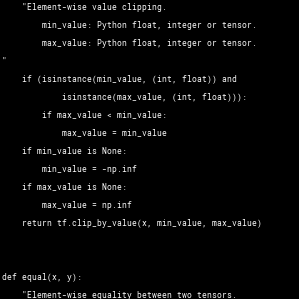 "Element-wise value clipping.
min_value: Python float, integer or tensor.
max_value: Python float, integer or tensor.
"
if (isinstance(min_value, (int, float)) and
isinstance(max_value, (int, float))):
if max_value < min_value:
max_value = min_value
if min_value is None:
min_value = -np.inf
if max_value is None:
max_value = np.inf
return tf.clip_by_value(x, min_value, max_value)
def equal(x, y):
"Element-wise equality between two tensors.